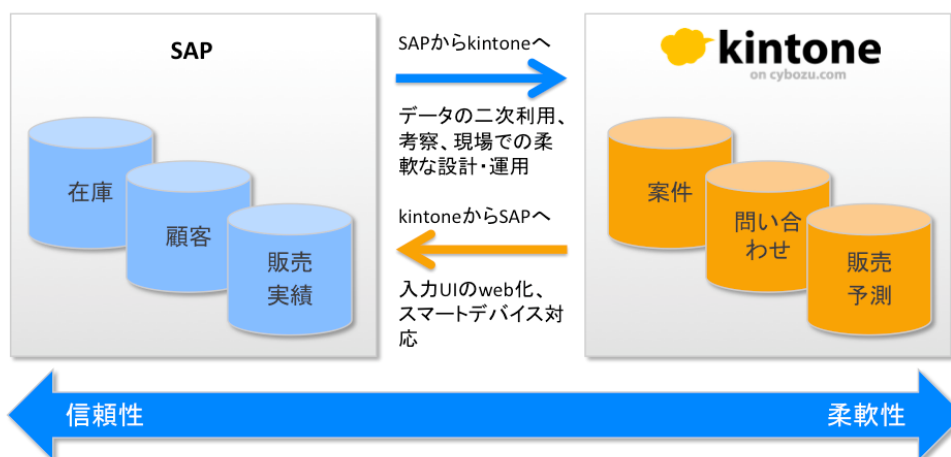 SAP
在庫
顧客
販売
実績
SAPからkintoneへ
データの二次利用、
考察、現場での柔
軟な設計・運用
kintoneからSAPへ
入力UIのweb化、
スマートデバイス対
応
kintone
on cybozu.com
案件
問い合
わせ
販売
予測
信頼性
柔軟性